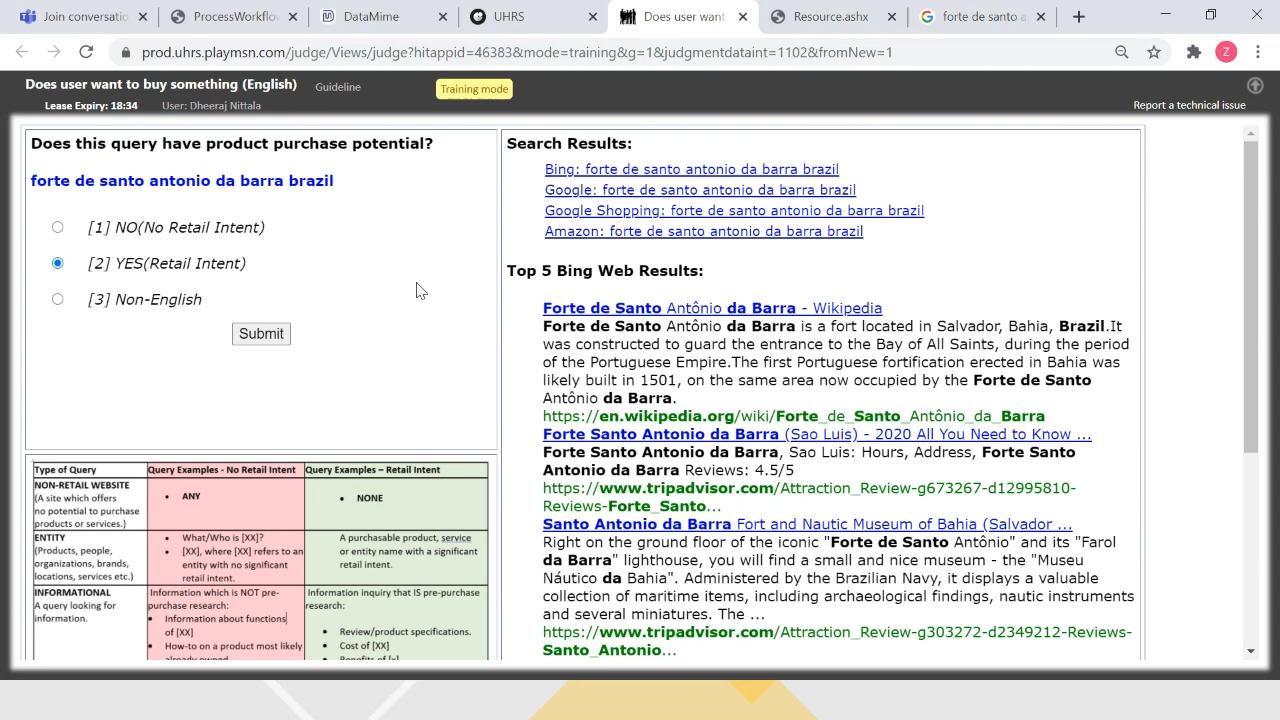 Join conversatio
ProcessWorkflow
DataMime
UHRS
Does user want
Resource.ashx
forte de santo a
prod.uhrs.playmsn.com/judge/Views/judge?hitappid=46383&mode=training&g=1&judgmentdataint=1102&fromNew=1
Z
Does user want to buy something (English)
Guideline
Training mode
Lease Expiry: 18:34
User: Dheeraj Nittala
Report a technical issue
Does this query have product purchase potential?
forte de santo antonio da barra brazil
[1] NO(No Retail Intent)
[2] YES(Retail Intent)
[3] Non-English
Submit
Type of Query
Query Examples - No Retail Intent
Query Examples – Retail Intent
NON-RETAIL WEBSITE
(A site which offers
no potential to purchase
products or services.)
• ANY
• NONE
ENTITY
(Products, people,
organizations, brands,
locations, services etc.)
• What/Who is [XX]?
• [XX], where [XX] refers to an
entity with no significant
retail intent.
A purchasable product, service
or entity name with a significant
retail intent.
INFORMATIONAL
A query looking for
information.
Information which is NOT pre-
purchase research:
• Information about functions
of [XX]
• How-to on a product most likely
already owned
Information inquiry that IS pre-purchase
research:
• Review/product specifications.
• Cost of [XX]
• Benefits of [x]
Search Results:
Bing: forte de santo antonio da barra brazil
Google: forte de santo antonio da barra brazil
Google Shopping: forte de santo antonio da barra brazil
Amazon: forte de santo antonio da barra brazil
Top 5 Bing Web Results:
Forte de Santo Antônio da Barra - Wikipedia
Forte de Santo Antônio da Barra is a fort located in Salvador, Bahia, Brazil.It
was constructed to guard the entrance to the Bay of All Saints, during the period
of the Portuguese Empire.The first Portuguese fortification erected in Bahia was
likely built in 1501, on the same area now occupied by the Forte de Santo
Antônio da Barra.
https://en.wikipedia.org/wiki/Forte_de_Santo_Antônio_da_Barra
Forte Santo Antonio da Barra (Sao Luis) - 2020 All You Need to Know ...
Forte Santo Antonio da Barra, Sao Luis: Hours, Address, Forte Santo
Antonio da Barra Reviews: 4.5/5
https://www.tripadvisor.com/Attraction_Review-g673267-d12995810-
Reviews-Forte_Santo...
Santo Antonio da Barra Fort and Nautic Museum of Bahia (Salvador ...
Right on the ground floor of the iconic "Forte de Santo Antônio" and its "Farol
da Barra" lighthouse, you will find a small and nice museum - the "Museu
Náutico da Bahia". Administered by the Brazilian Navy, it displays a valuable
collection of maritime items, including archaeological findings, nautic instruments
and several miniatures. The ...
https://www.tripadvisor.com/Attraction_Review-g303272-d2349212-Reviews-
Santo_Antonio...